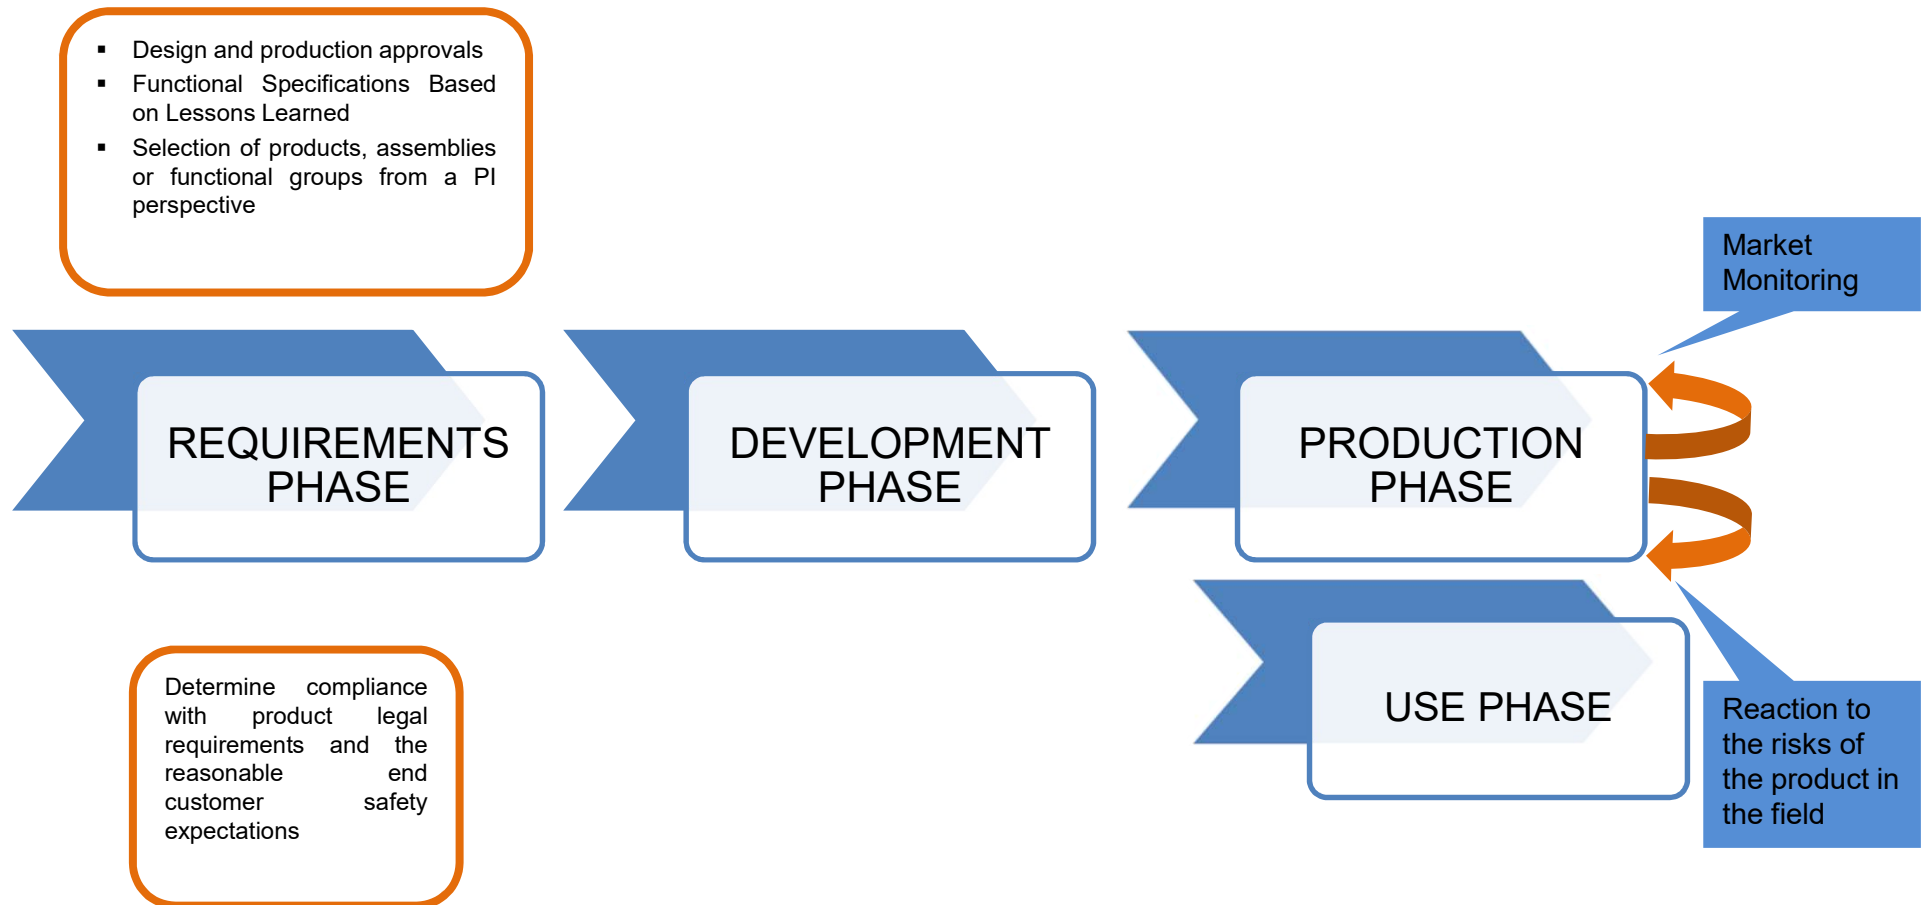 ▪ Design and production approvals
▪ Functional Specifications Based
on Lessons Learned
▪ Selection of products, assemblies
or functional groups from a PI
perspective
Market
Monitoring
REQUIREMENTS
PHASE
DEVELOPMENT
PHASE
PRODUCTION
PHASE
USE PHASE
Determine compliance
with product legal
requirements and the
reasonable end
customer safety
expectations
Reaction to
the risks of
the product in
the field